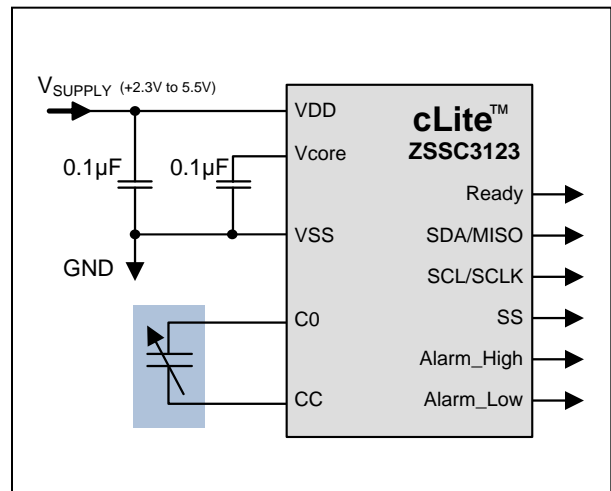 VSUPPLY (+2.3V to 5.5V)
VDD
cLite™
ZSSC3123
Vcore
0.1µF
0.1µF
Ready
VSS
SDA/MISO
GND
SCL/SCLK
C0
SS
Alarm_High
CC
Alarm_Low